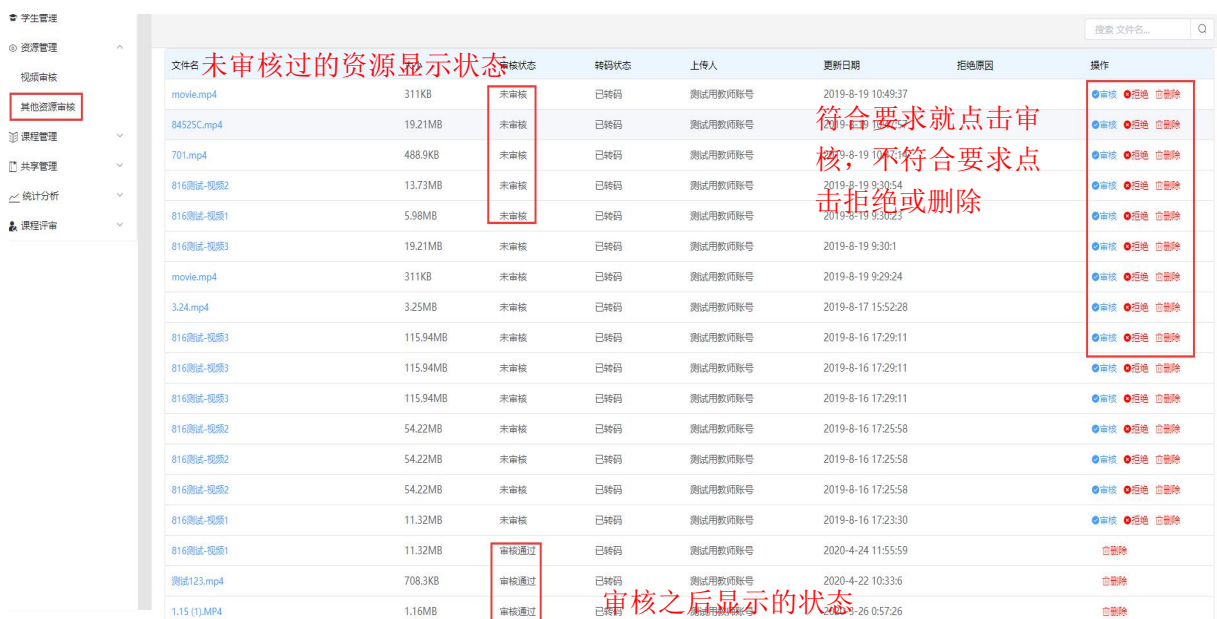 学生管理
资源管理
视频审核
其他资源审核
课程管理
共享管理
统计分析
课程评审
搜索 文件名...
文件名 审核状态 转码状态 上传人 更新日期 拒绝原因 操作
未审核过的资源显示状态
movie.mp4 311KB 未审核 已转码 测试用教师账号 2019-8-19 10:49:37 审核 拒绝 删除
84525C.mp4 19.21MB 未审核 已转码 测试用教师账号 审核 拒绝 删除
符合要求就点击审
701.mp4 488.9KB 未审核 已转码 测试用教师账号 审核 拒绝 删除
核，不符合要求点
816测试-视频2 13.73MB 未审核 已转码 测试用教师账号 2019-8-19 9:30:54 审核 拒绝 删除
击拒绝或删除
816测试-视频1 5.98MB 未审核 已转码 测试用教师账号 2019-8-19 9:30:23 审核 拒绝 删除
816测试-视频3 19.21MB 未审核 已转码 测试用教师账号 2019-8-19 9:30:1 审核 拒绝 删除
movie.mp4 311KB 未审核 已转码 测试用教师账号 2019-8-19 9:29:24 审核 拒绝 删除
3.24.mp4 3.25MB 未审核 已转码 测试用教师账号 2019-8-17 15:52:28 审核 拒绝 删除
816测试-视频3 115.94MB 未审核 已转码 测试用教师账号 2019-8-16 17:29:11 审核 拒绝 删除
816测试-视频3 115.94MB 未审核 已转码 测试用教师账号 2019-8-16 17:29:11 审核 拒绝 删除
816测试-视频3 115.94MB 未审核 已转码 测试用教师账号 2019-8-16 17:29:11 审核 拒绝 删除
816测试-视频2 54.22MB 未审核 已转码 测试用教师账号 2019-8-16 17:25:58 审核 拒绝 删除
816测试-视频2 54.22MB 未审核 已转码 测试用教师账号 2019-8-16 17:25:58 审核 拒绝 删除
816测试-视频2 54.22MB 未审核 已转码 测试用教师账号 2019-8-16 17:25:58 审核 拒绝 删除
816测试-视频1 11.32MB 未审核 已转码 测试用教师账号 2019-8-16 17:23:30 审核 拒绝 删除
816测试-视频1 11.32MB 审核通过 已转码 测试用教师账号 2020-4-24 11:55:59 删除
测试123.mp4 708.3KB 审核通过 已转码 测试用教师账号 2020-4-22 10:33:6 删除
审核之后显示的状态
1.15 (1).MP4 1.16MB 审核通过 已转码 测试用教师账号 2020-3-26 0:57:26 删除